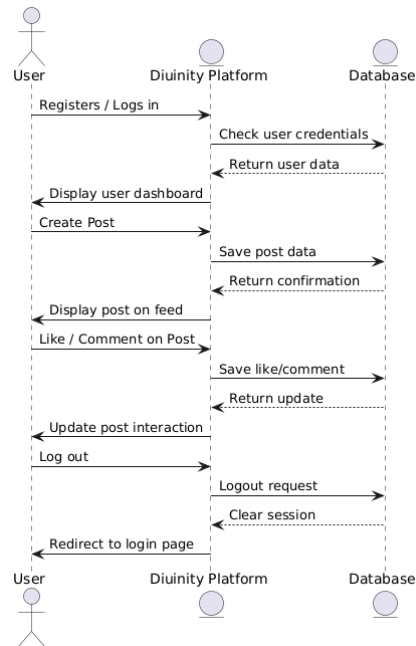 User Diuinity Platform Database
Registers / Logs in
Check user credentials
Return user data
Display user dashboard
Create Post
Save post data
Return confirmation
Display post on feed
Like / Comment on Post
Save like/comment
Return update
Update post interaction
Log out
Logout request
Clear session
Redirect to login page
User Diuinity Platform Database